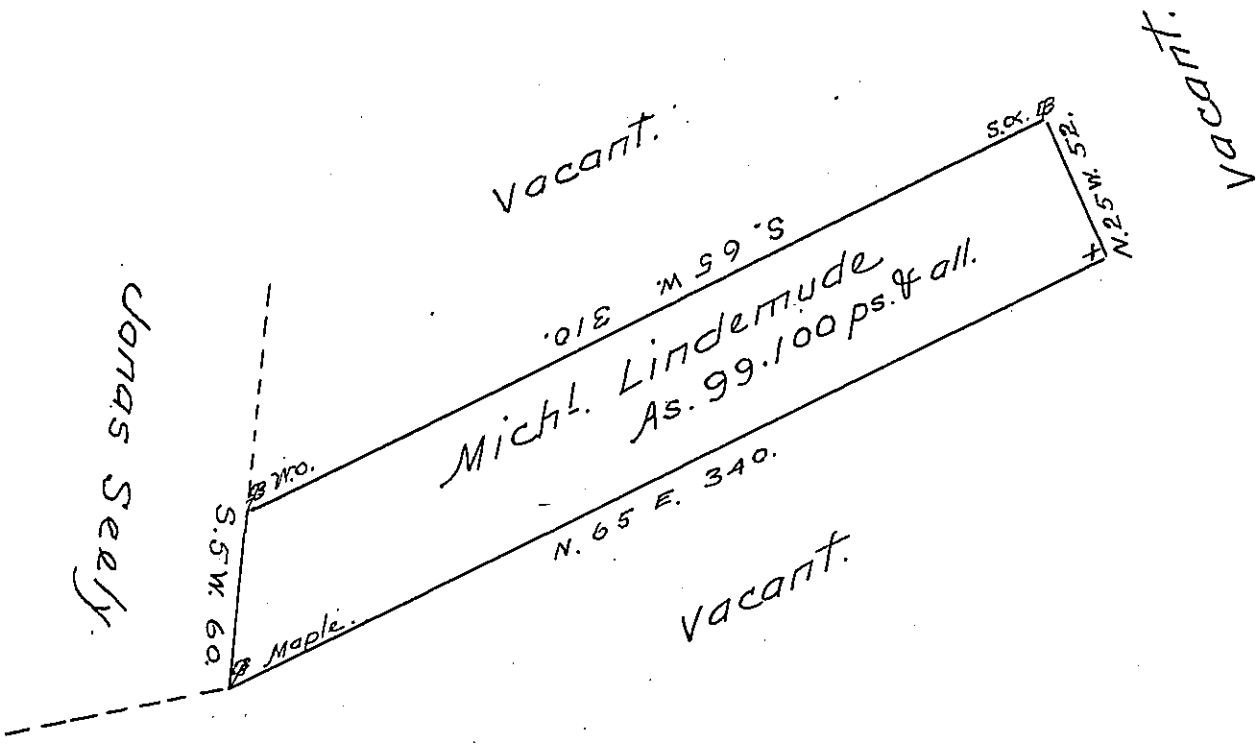 Vacant.
Vacant.
S.O. 
N. 25 W. 52.
S. 65 W. 310.
Michl. Lindemude
As. 99.100 ps. & all.
Jonas Seely.
W.O.
S. 5 W. 60
Maple.
N. 65 E. 340.
Vacant.